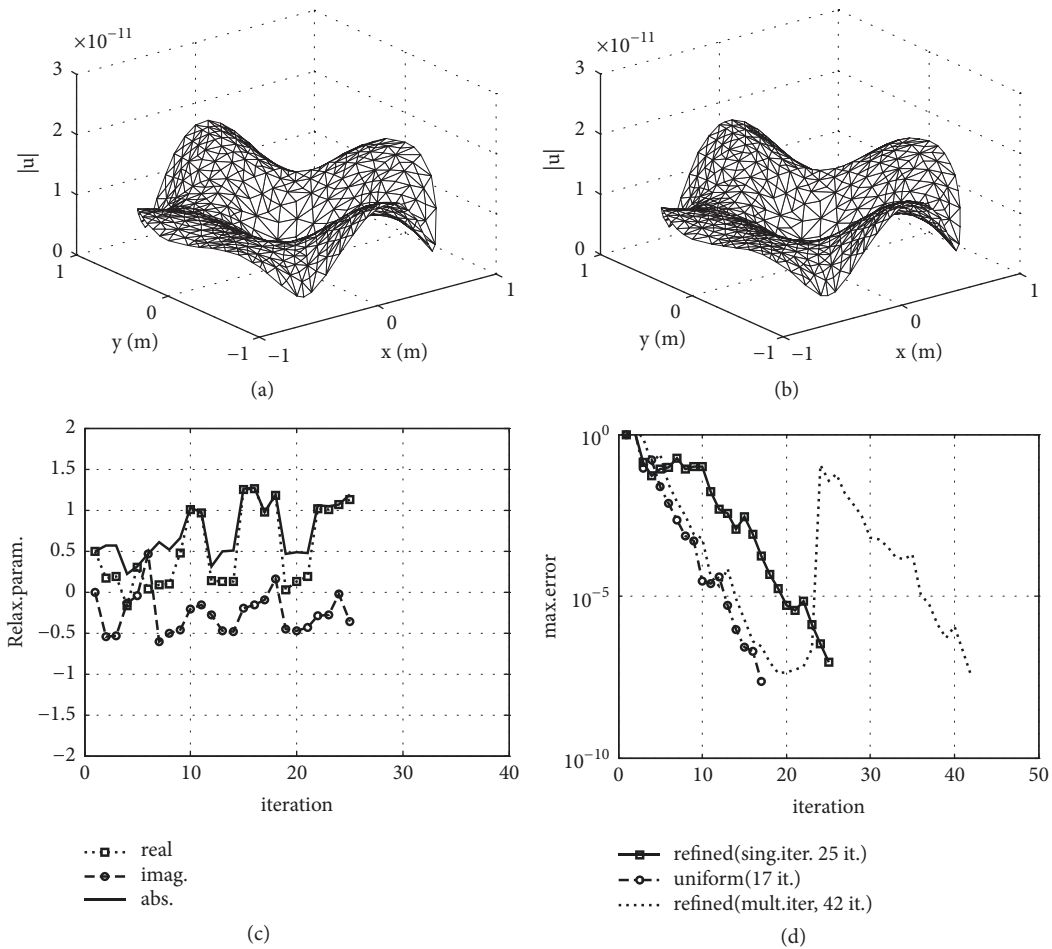 ×10−11
3
2
1
0
|u|
1
0
−1
y (m)
−1
0
1
x (m)
(a)
×10−11
3
2
1
0
|u|
1
0
−1
y (m)
−1
0
1
x (m)
(b)
2
1.5
1
0.5
0
−0.5
−1
−1.5
−2
Relax.param.
0 10 20 30 40
iteration
real
imag.
abs.
(c)
10^0
10^−5
10^−10
max.error
0 10 20 30 40 50
iteration
refined(sing.iter. 25 it.)
uniform(17 it.)
refined(mult.iter, 42 it.)
(d)